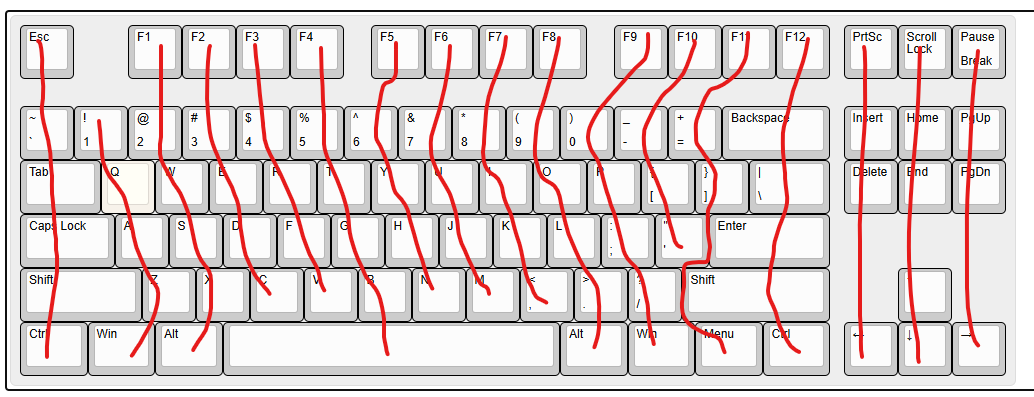 Esc F1 F2 F3 F4 F5 F6 F7 F8 F9 F10 F11 F12 PrtSc Scroll Lock Pause Break
~ ` ! 1 @ 2 # 3 $ 4 % 5 ^ 6 & 7 * 8 ( 9 ) 0 _ - + = Backspace Insert Home PgUp
Tab Q W E R T Y U I O P { [ } ] | \ Delete End PgDn
Caps Lock A S D F G H J K L : ; " ' Enter
Shift Z X C V B N M < , > . ? / Shift ↑
Ctrl Win Alt Alt Win Menu Ctrl ← ↓ →